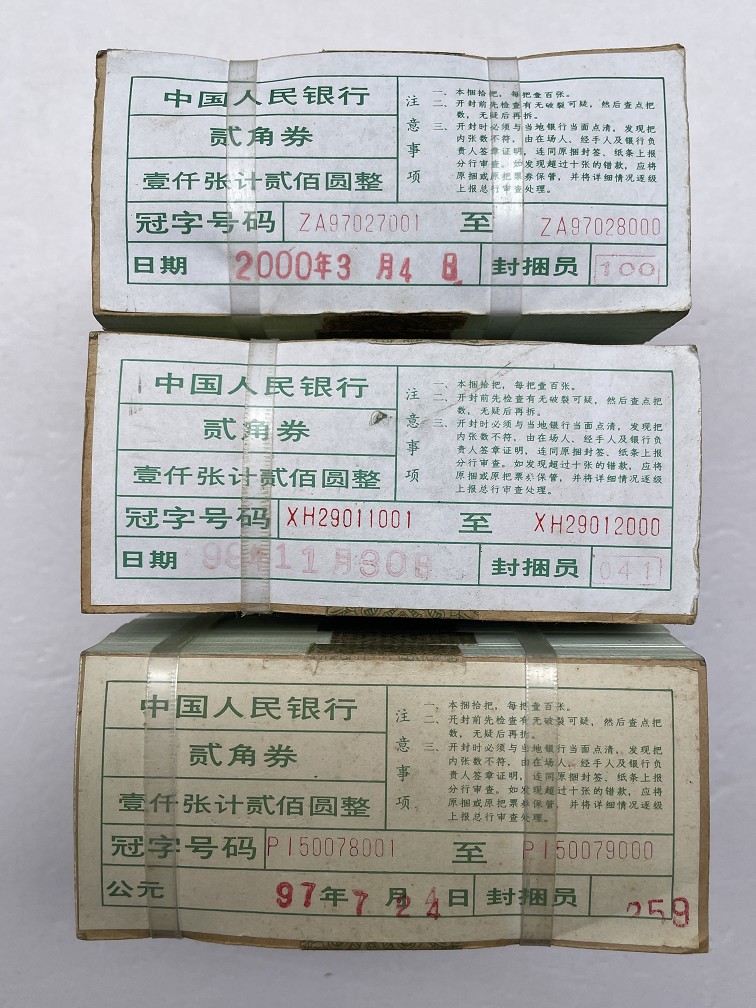 中国人民银行
贰角券
壹仟张计贰佰圆整
注意事项
一、本捆拾把，每把壹百张。
二、开封前先检查有无破裂可疑，然后查点把
数，无疑后再拆。
三、开封时必须与当地银行当面点清，发现把
内张数不符，由在场人、经手人及银行负
责人签章证明，连同原捆封签、纸条上报
分行审查。如发现超过十张的错款，应将
原捆或原把票券保管，并将详细情况逐级
上报总行审查处理。
冠字号码 ZA97027001 至 ZA97028000
日期 2000年3月4日 封捆员 100
中国人民银行
贰角券
壹仟张计贰佰圆整
注意事项
一、本捆拾把，每把壹百张。
二、开封前先检查有无破裂可疑，然后查点把
数，无疑后再拆。
三、开封时必须与当地银行当面点清，发现把
内张数不符，由在场人、经手人及银行负
责人签章证明，连同原捆封签、纸条上报
分行审查。如发现超过十张的错款，应将
原捆或原把票券保管，并将详细情况逐级
上报总行审查处理。
冠字号码 XH29011001 至 XH29012000
日期 99年11月30日 封捆员 041
中国人民银行
贰角券
壹仟张计贰佰圆整
注意事项
一、本捆拾把，每把壹百张。
二、开封前先检查有无破裂可疑，然后查点把
数，无疑后再拆。
三、开封时必须与当地银行当面点清，发现把
内张数不符，由在场人、经手人及银行负
责人签章证明，连同原捆封签、纸条上报
分行审查。如发现超过十张的错款，应将
原捆或原把票券保管，并将详细情况逐级
上报总行审查处理。
冠字号码 PI50078001 至 PI50079000
公元 97年7月24日 封捆员 259